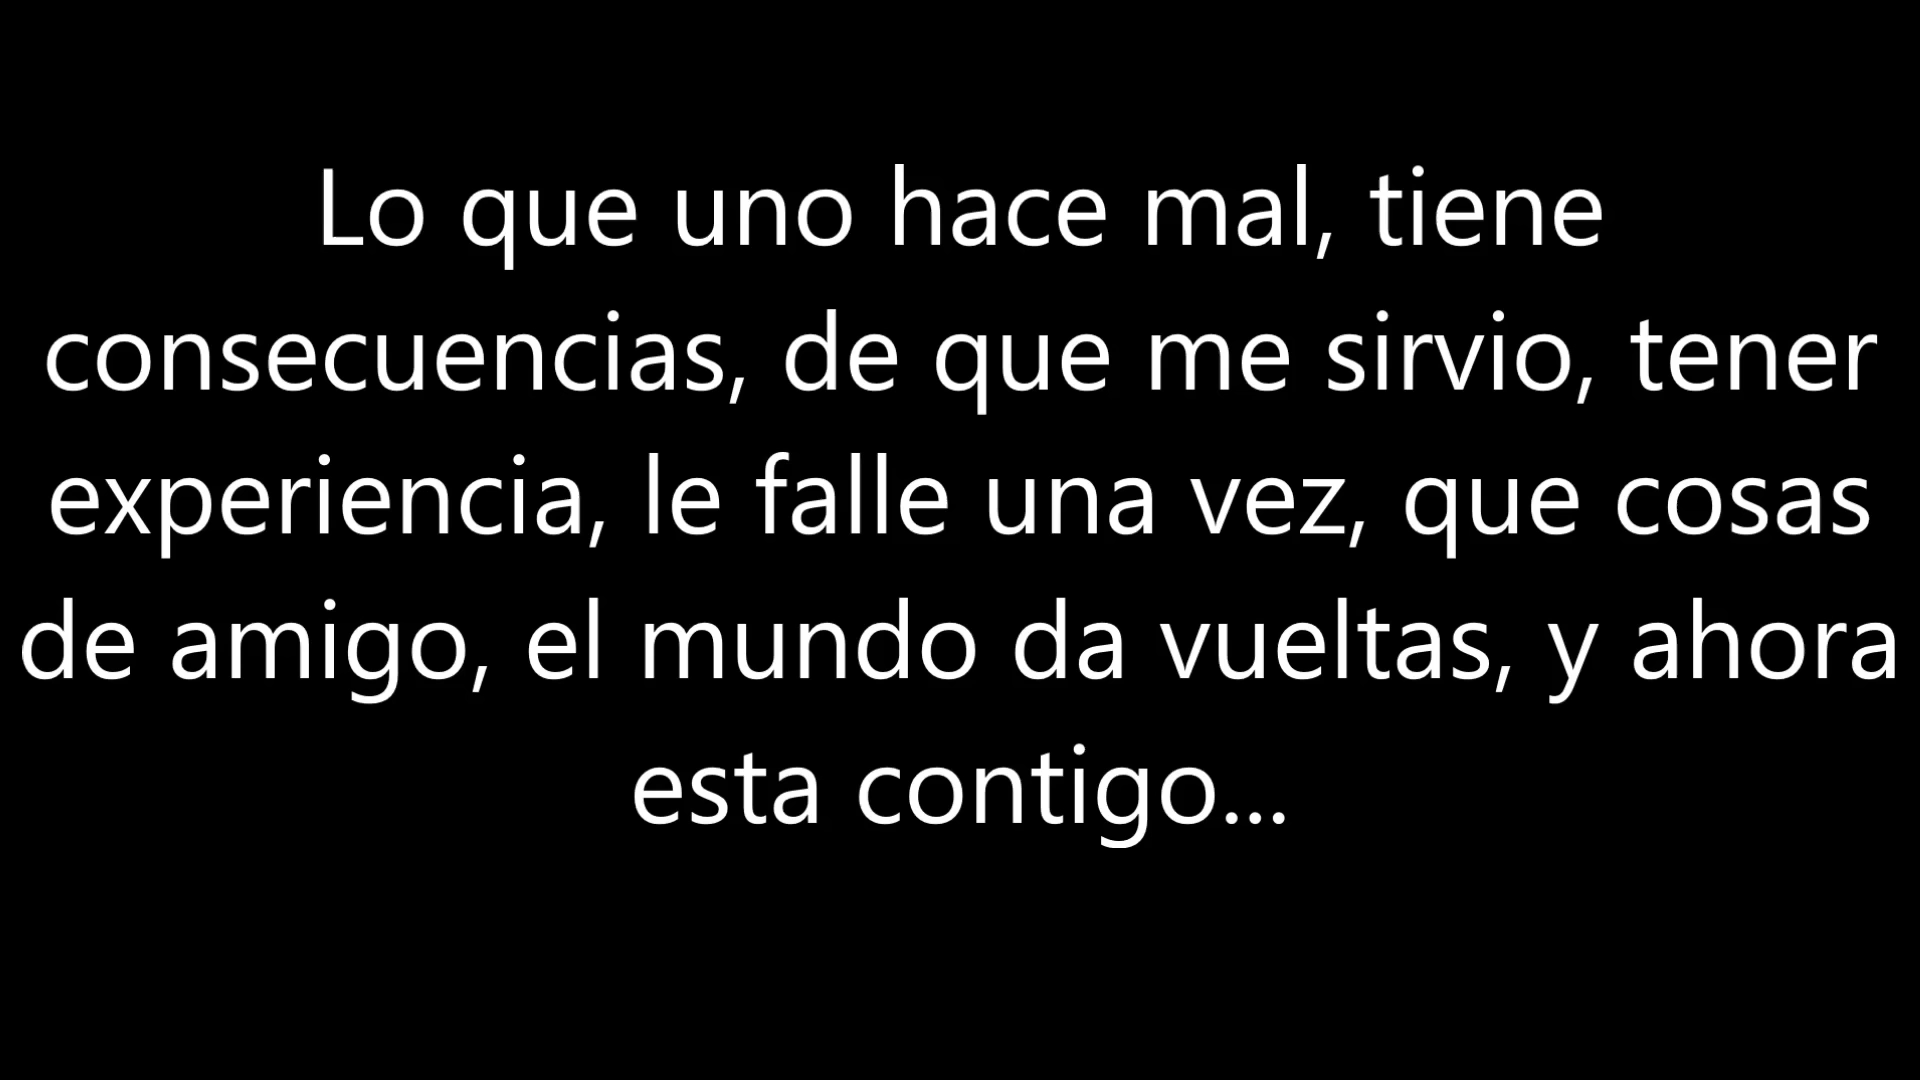 Lo que uno hace mal, tiene
consecuencias, de que me sirvio, tener
experiencia, le falle una vez, que cosas
de amigo, el mundo da vueltas, y ahora
esta contigo...